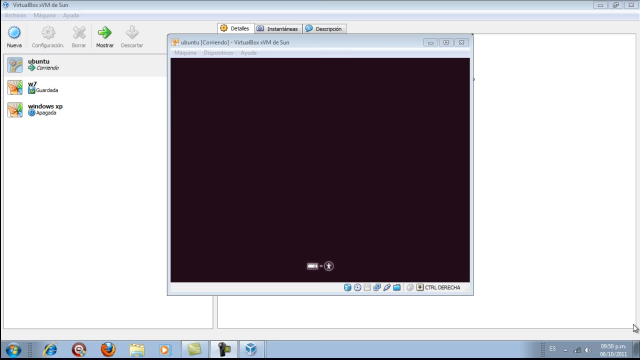 VirtualBox xVM de Sun
Archivo Máquina Ayuda
Nueva Configuración. Borrar Mostrar Descartar
Detalles Instantáneas Descripción
ubuntu
Corriendo
w7
Guardada
windows xp
Apagada
ubuntu [Corriendo] - VirtualBox xVM de Sun
Máquina Dispositivos Ayuda
CTRL DERECHA
ES
09:50 p.m.
06/10/2011